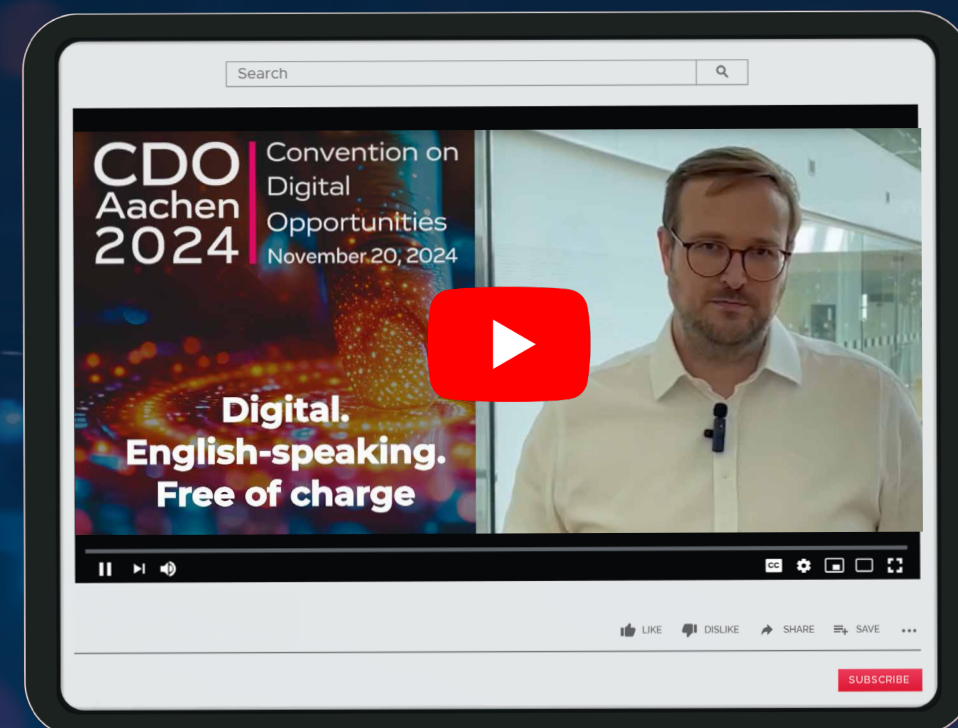 Search
CDO
Aachen
2024
Convention on
Digital
Opportunities
November 20, 2024
Digital.
English-speaking.
Free of charge
CC
LIKE
DISLIKE
SHARE
SAVE
SUBSCRIBE